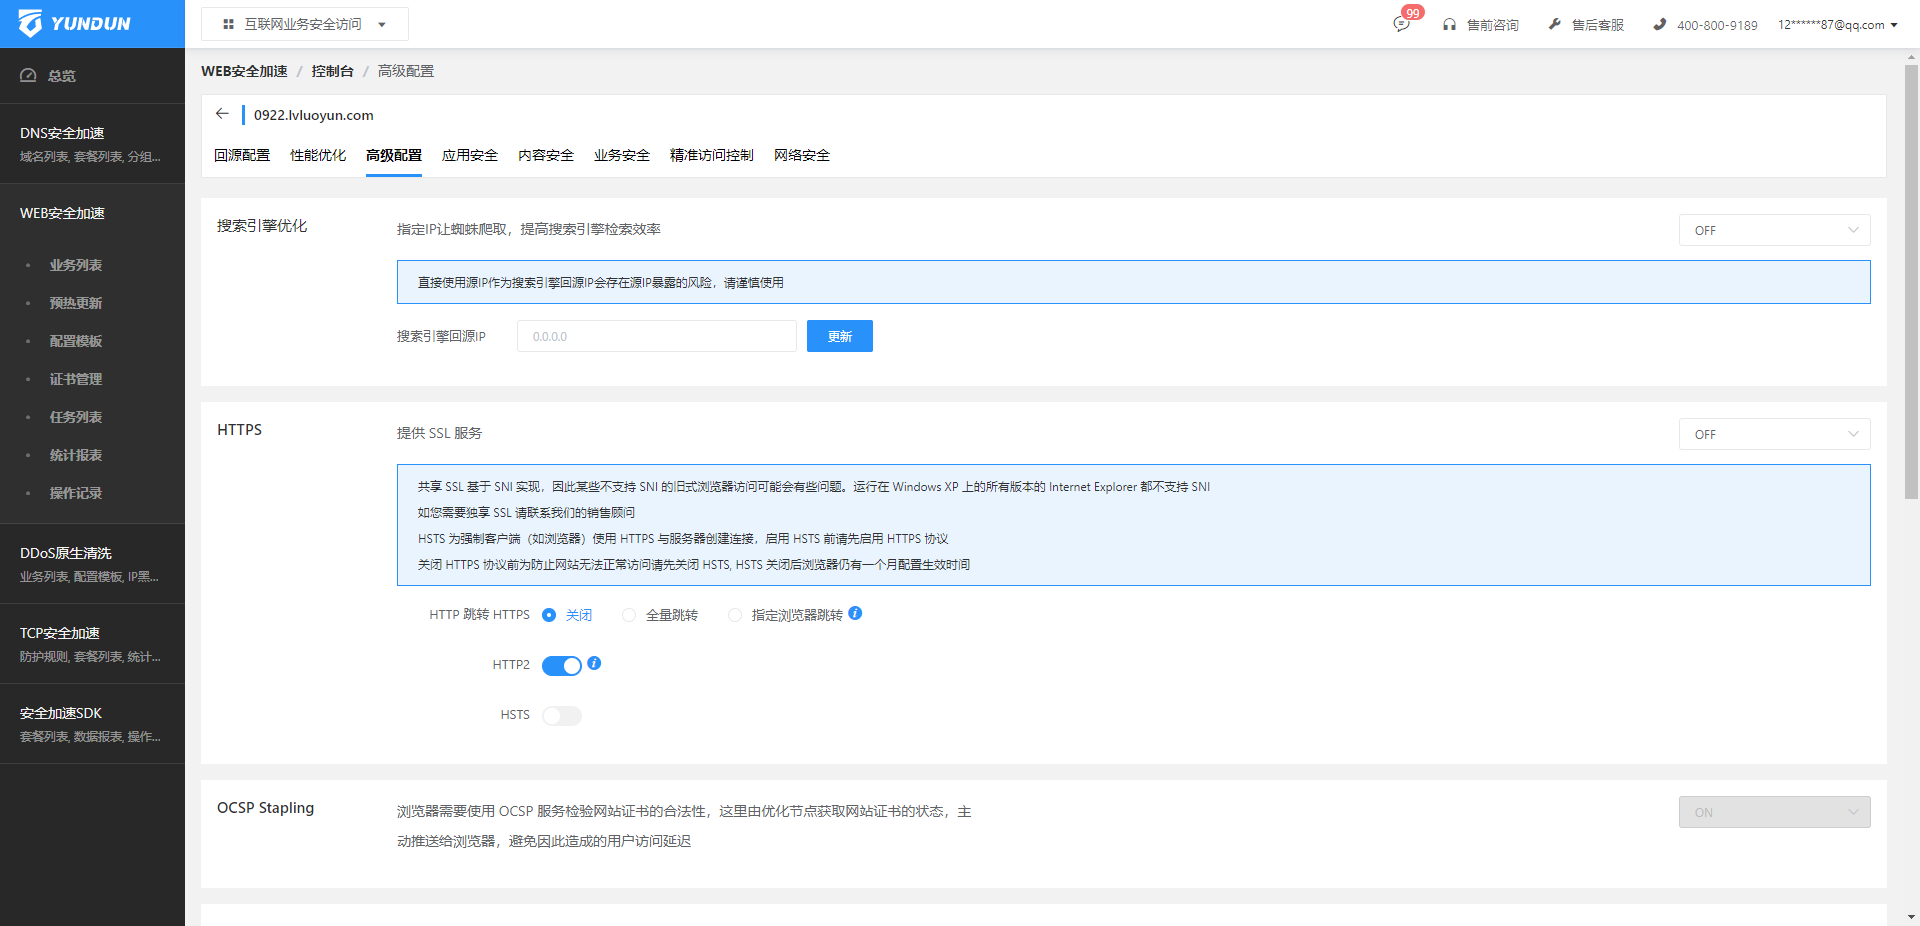 YUNDUN
互联网业务安全访问
99
售前咨询
售后客服
400-800-9189
12******87@qq.com
总览
DNS安全加速
域名列表, 套餐列表, 分组...
WEB安全加速
业务列表
预热更新
配置模板
证书管理
任务列表
统计报表
操作记录
DDoS原生清洗
业务列表, 配置模板, IP黑...
TCP安全加速
防护规则, 套餐列表, 统计...
安全加速SDK
套餐列表, 数据报表, 操作...
WEB安全加速 / 控制台 / 高级配置
0922.lvluoyun.com
回源配置 性能优化 高级配置 应用安全 内容安全 业务安全 精准访问控制 网络安全
搜索引擎优化
指定IP让蜘蛛爬取，提高搜索引擎检索效率
OFF
直接使用源IP作为搜索引擎回源IP会存在源IP暴露的风险，请谨慎使用
搜索引擎回源IP 0.0.0.0 更新
HTTPS
提供 SSL 服务
OFF
共享 SSL 基于 SNI 实现，因此某些不支持 SNI 的旧式浏览器访问可能会有些问题。运行在 Windows XP 上的所有版本的 Internet Explorer 都不支持 SNI
如您需要独享 SSL 请联系我们的销售顾问
HSTS 为强制客户端（如浏览器）使用 HTTPS 与服务器创建连接，启用 HSTS 前请先启用 HTTPS 协议
关闭 HTTPS 协议前为防止网站无法正常访问请先关闭 HSTS, HSTS 关闭后浏览器仍有一个月配置生效时间
HTTP 跳转 HTTPS 关闭 全量跳转 指定浏览器跳转
HTTP2
HSTS
OCSP Stapling
浏览器需要使用 OCSP 服务检验网站证书的合法性，这里由优化节点获取网站证书的状态，主
动推送给浏览器，避免因此造成的用户访问延迟
ON